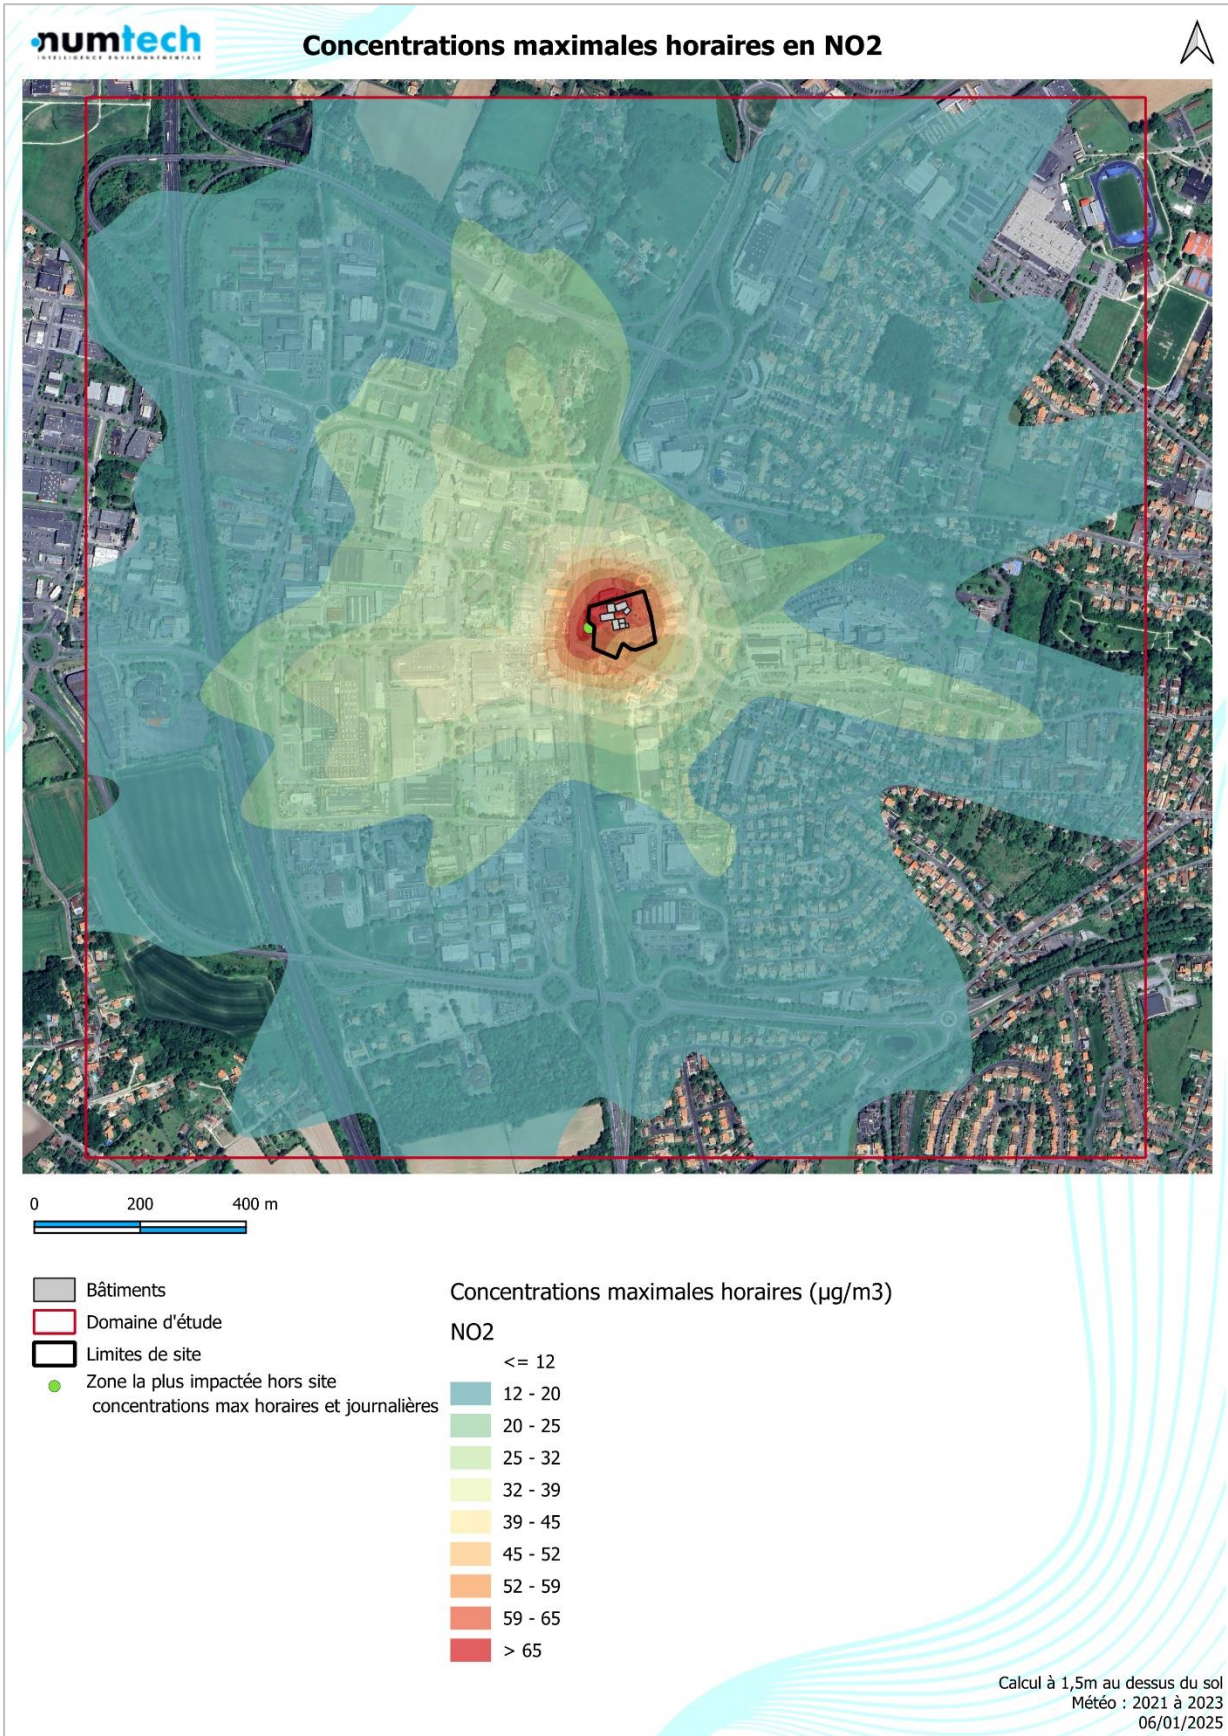 numtech
INTELLIGENCE ENVIRONNEMENTALE
Concentrations maximales horaires en NO2
0 200 400 m
Bâtiments
Domaine d'étude
Limites de site
Zone la plus impactée hors site
concentrations max horaires et journalières
Concentrations maximales horaires (µg/m3)
NO2
<= 12
12 - 20
20 - 25
25 - 32
32 - 39
39 - 45
45 - 52
52 - 59
59 - 65
> 65
Calcul à 1,5m au dessus du sol
Météo : 2021 à 2023
06/01/2025